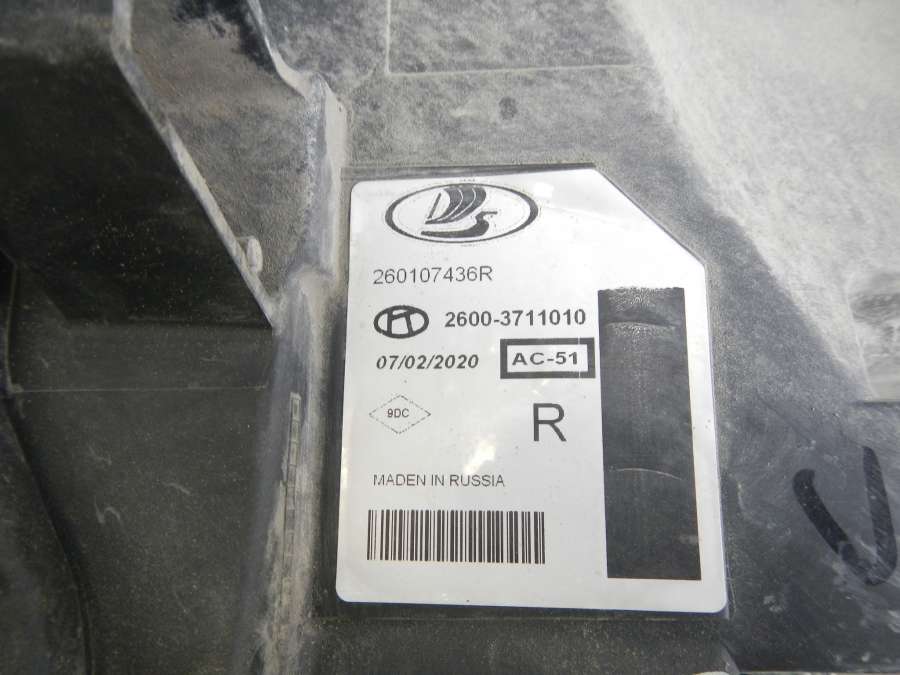 260107436R
2600-3711010
07/02/2020 AC-51
9DC
R
MADEN IN RUSSIA